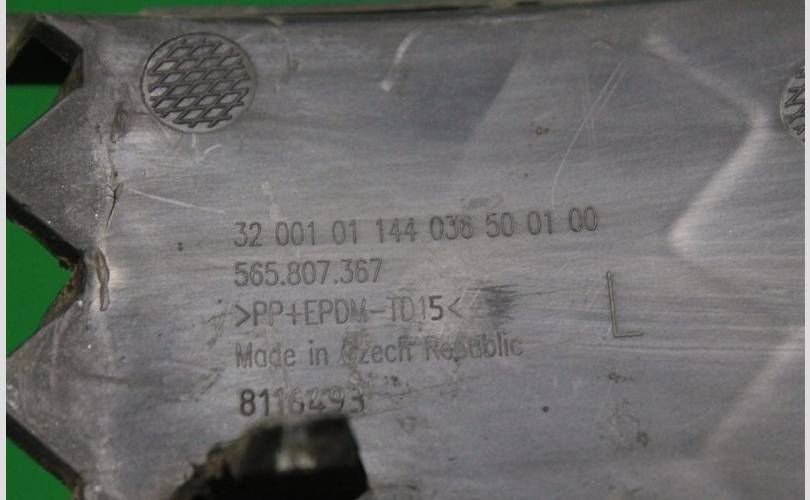 32 001 01 144 038 50 01 00
565.807.367
>PP+EPDM-TD15<
L
Made in Czech Republic
8116493